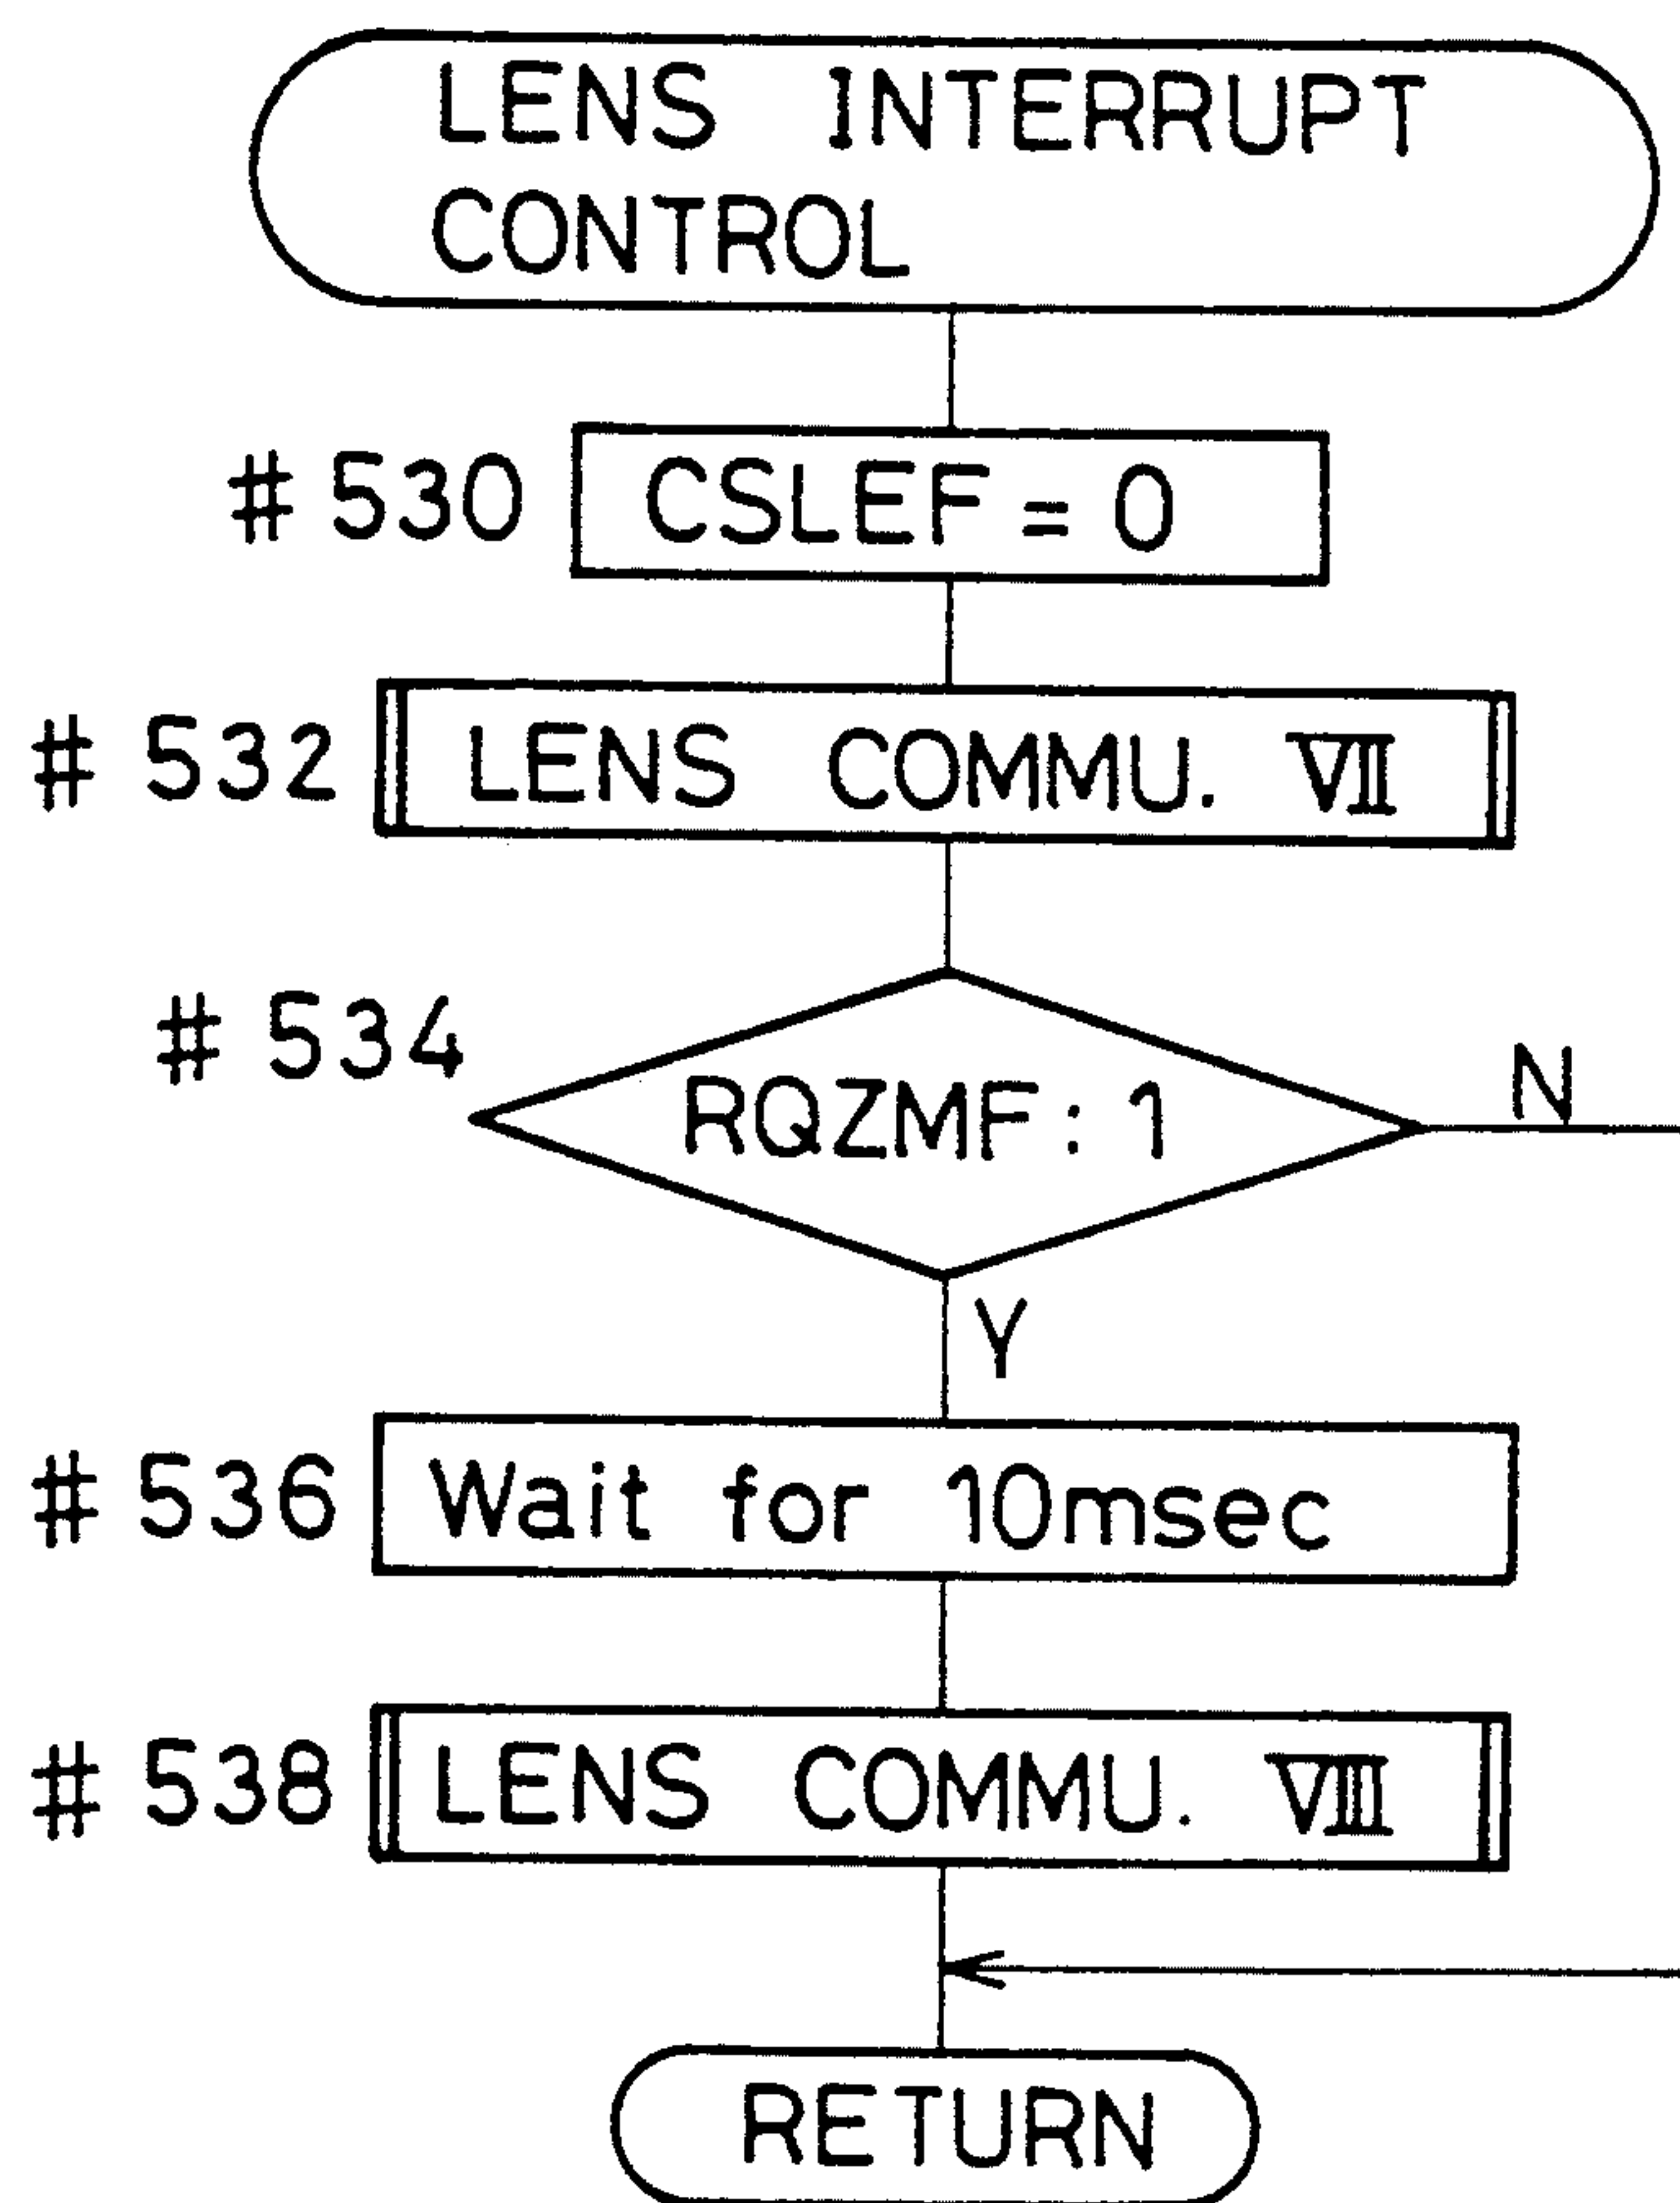 LENS INTERRUPT
CONTROL
#530 CSLEF = 0
#532 LENS COMMU. VII
#534
RQZMF : 1
N
Y
#536 Wait for 10msec
#538 LENS COMMU. VIII
RETURN